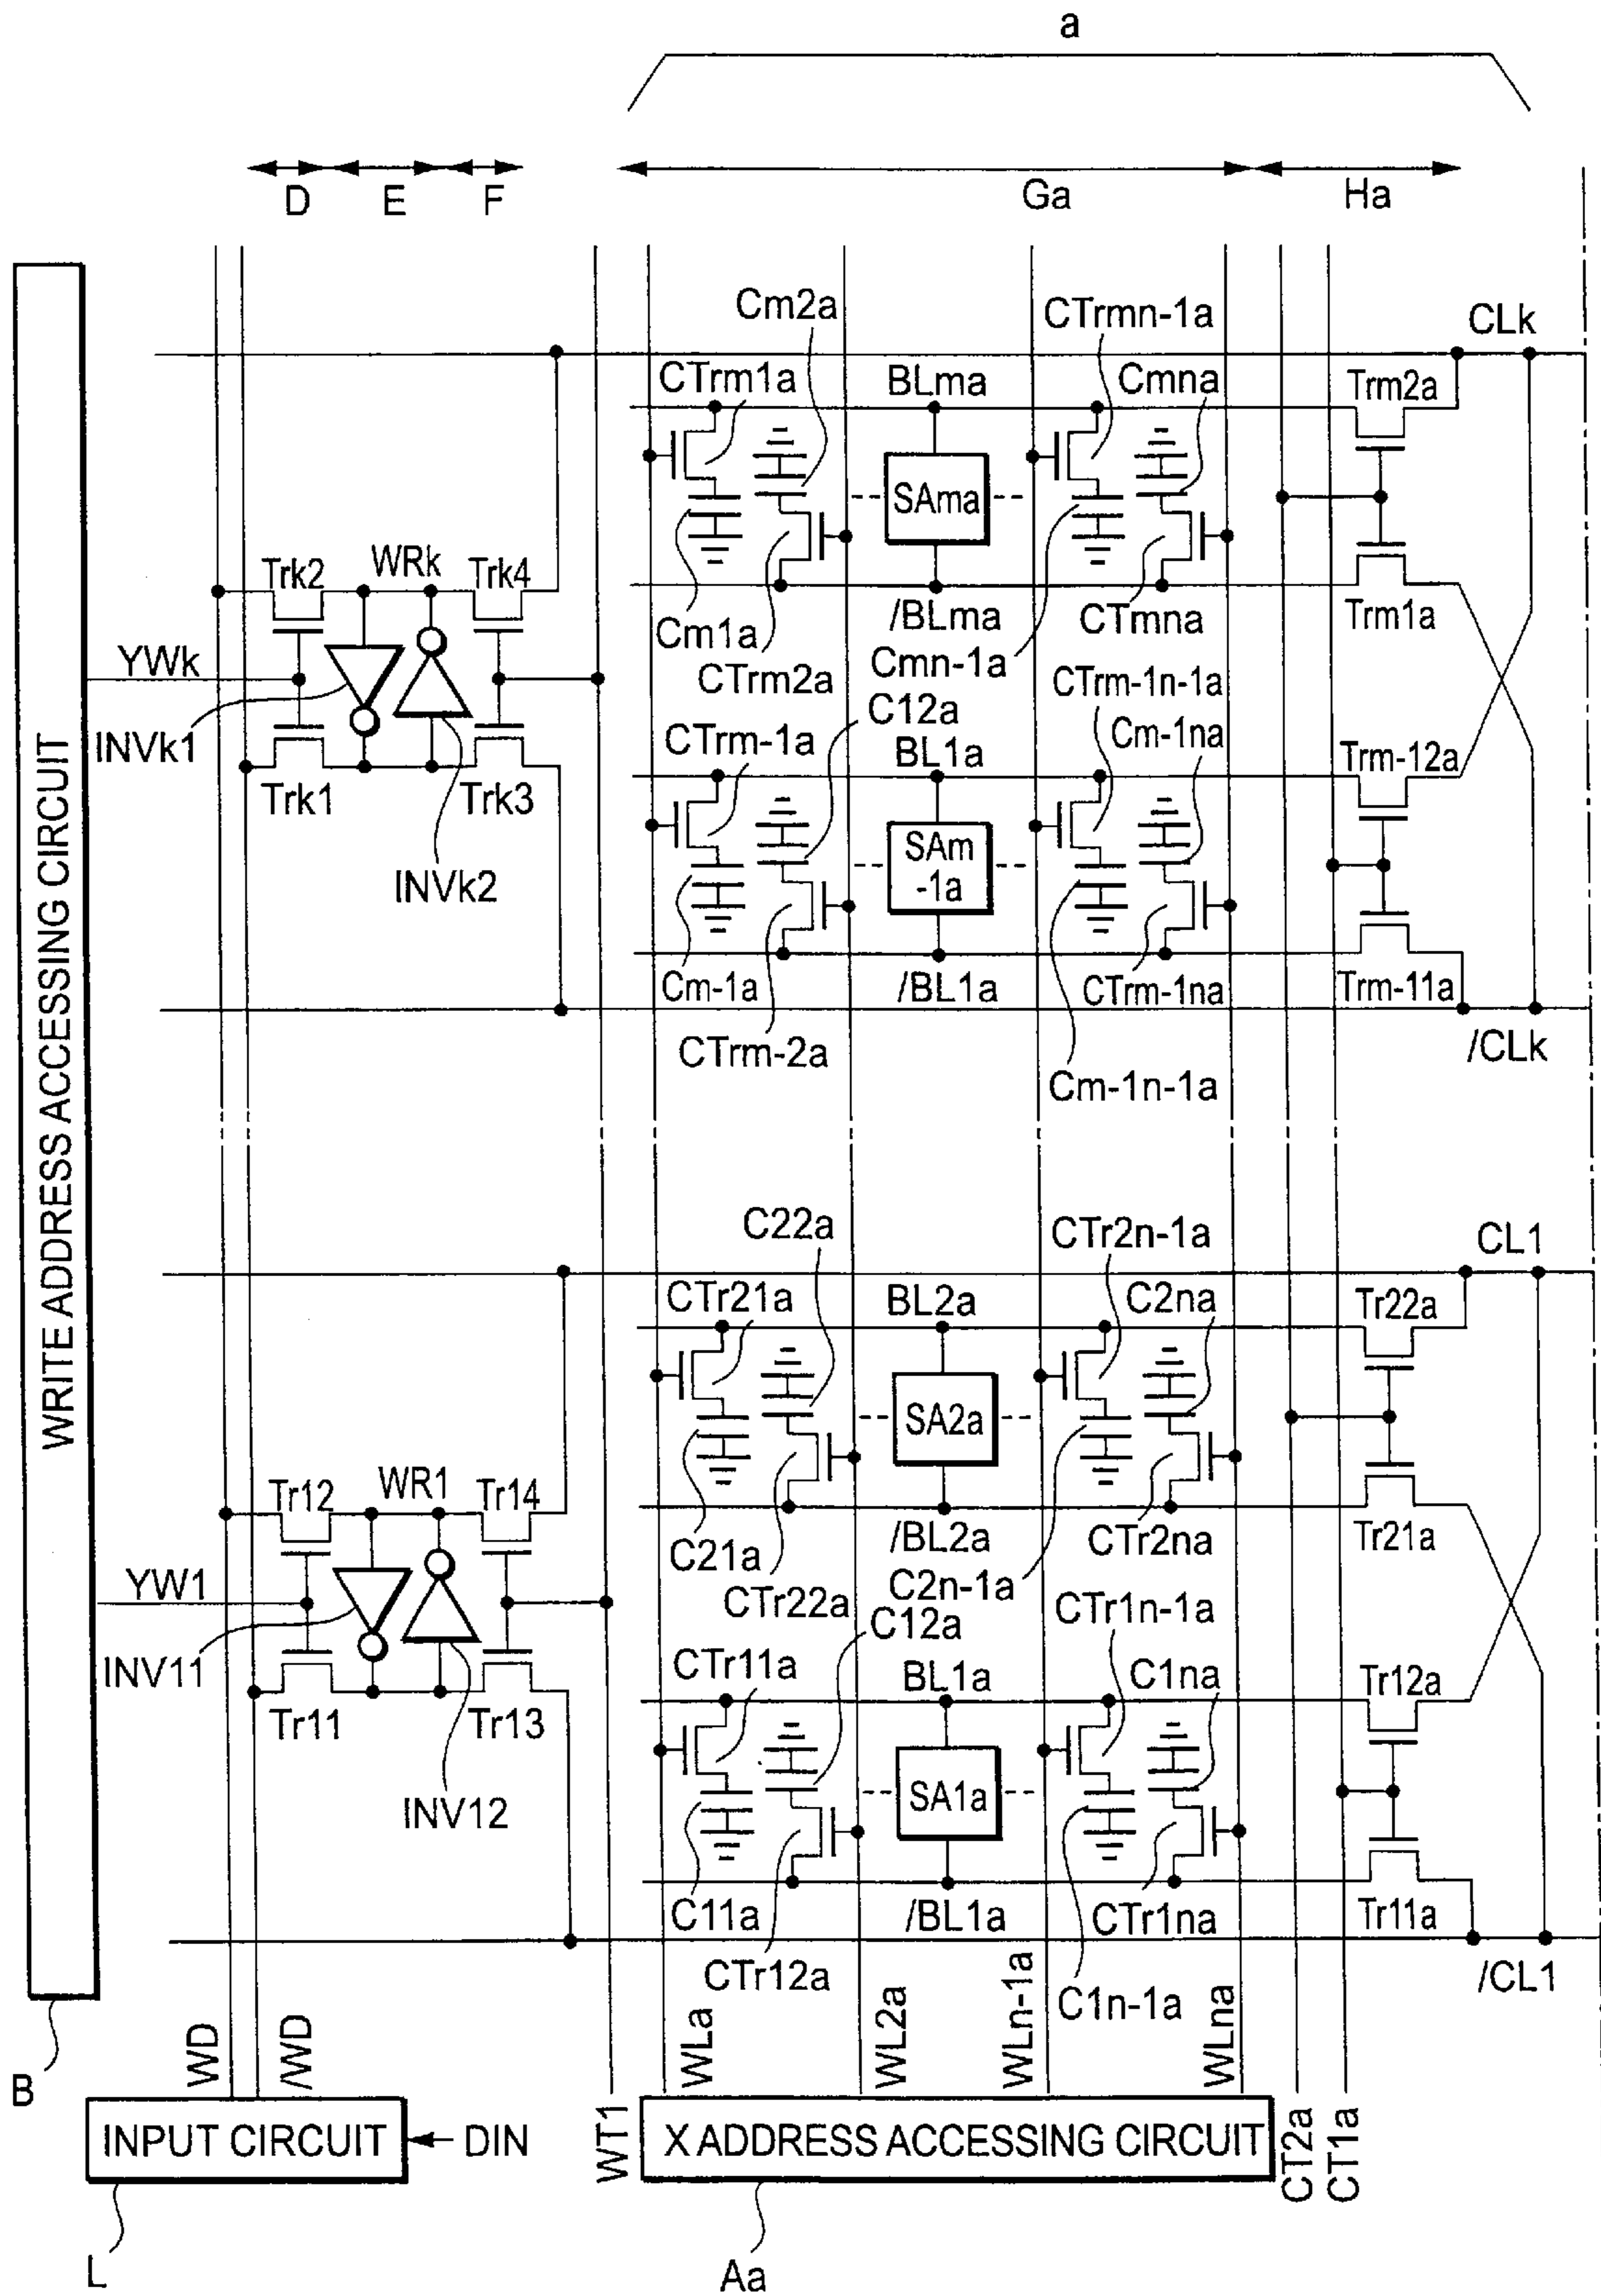 a
D E F Ga Ha
Cm2a CTrmn-1a CLk
CTrm1a BLma Cmna Trm2a
SAma
Trk2 WRk Trk4
Cm1a /BLma CTmna Trm1a
YWk CTrm2a Cmn-1a CTrm-1n-1a
C12a
INVk1 CTrm-1a BL1a Cm-1na Trm-12a
Trk1 Trk3
INVk2 SAm
-1a
Cm-1a /BL1a CTrm-1na Trm-11a
CTrm-2a /CLk
Cm-1n-1a
WRITE ADDRESS ACCESSING CIRCUIT
C22a CTr2n-1a CL1
CTr21a BL2a C2na Tr22a
SA2a
Tr12 WR1 Tr14
C21a /BL2a CTr2na Tr21a
YW1 CTr22a C2n-1a CTr1n-1a
C12a
INV11 CTr11a BL1a C1na Tr12a
Tr11 Tr13
INV12 SA1a
C11a /BL1a CTr1na Tr11a
CTr12a C1n-1a /CL1
B WD /WD WLa WL2a WLn-1a WLna
INPUT CIRCUIT DIN WT1 X ADDRESS ACCESSING CIRCUIT CT2a CT1a
L Aa